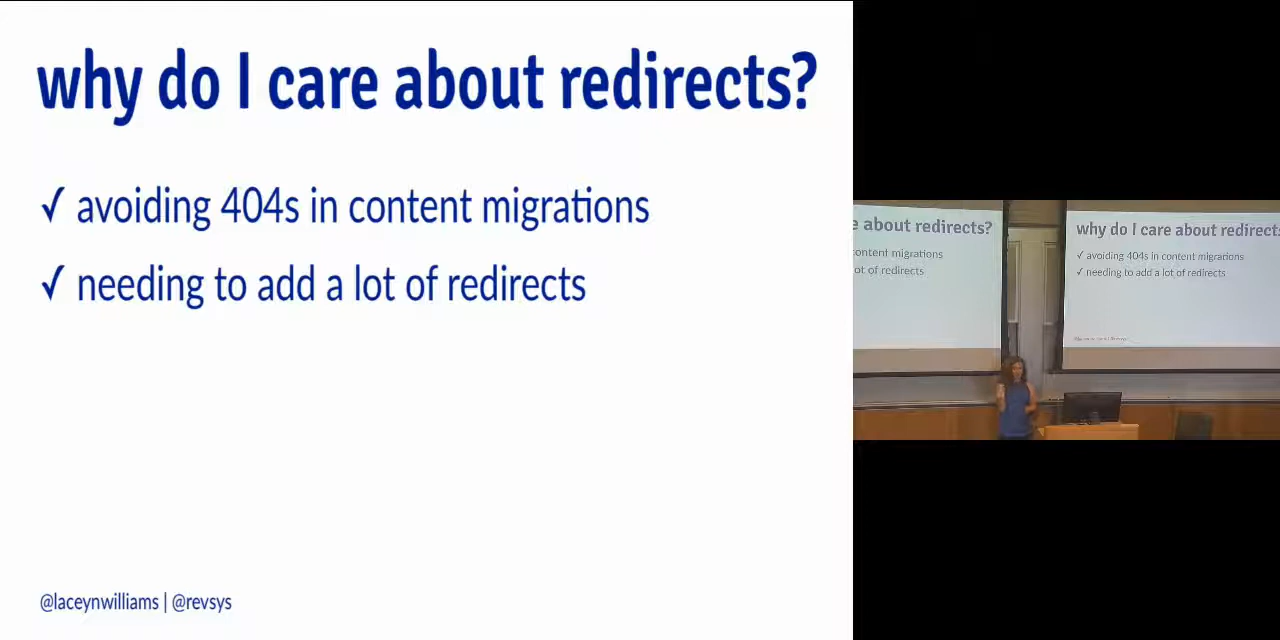 why do I care about redirects?
✓ avoiding 404s in content migrations
✓ needing to add a lot of redirects
@laceynwilliams | @revsys
e about redirects?
content migrations
ot of redirects
why do I care about redirects
✓ avoiding 404s in content migrations
✓ needing to add a lot of redirects